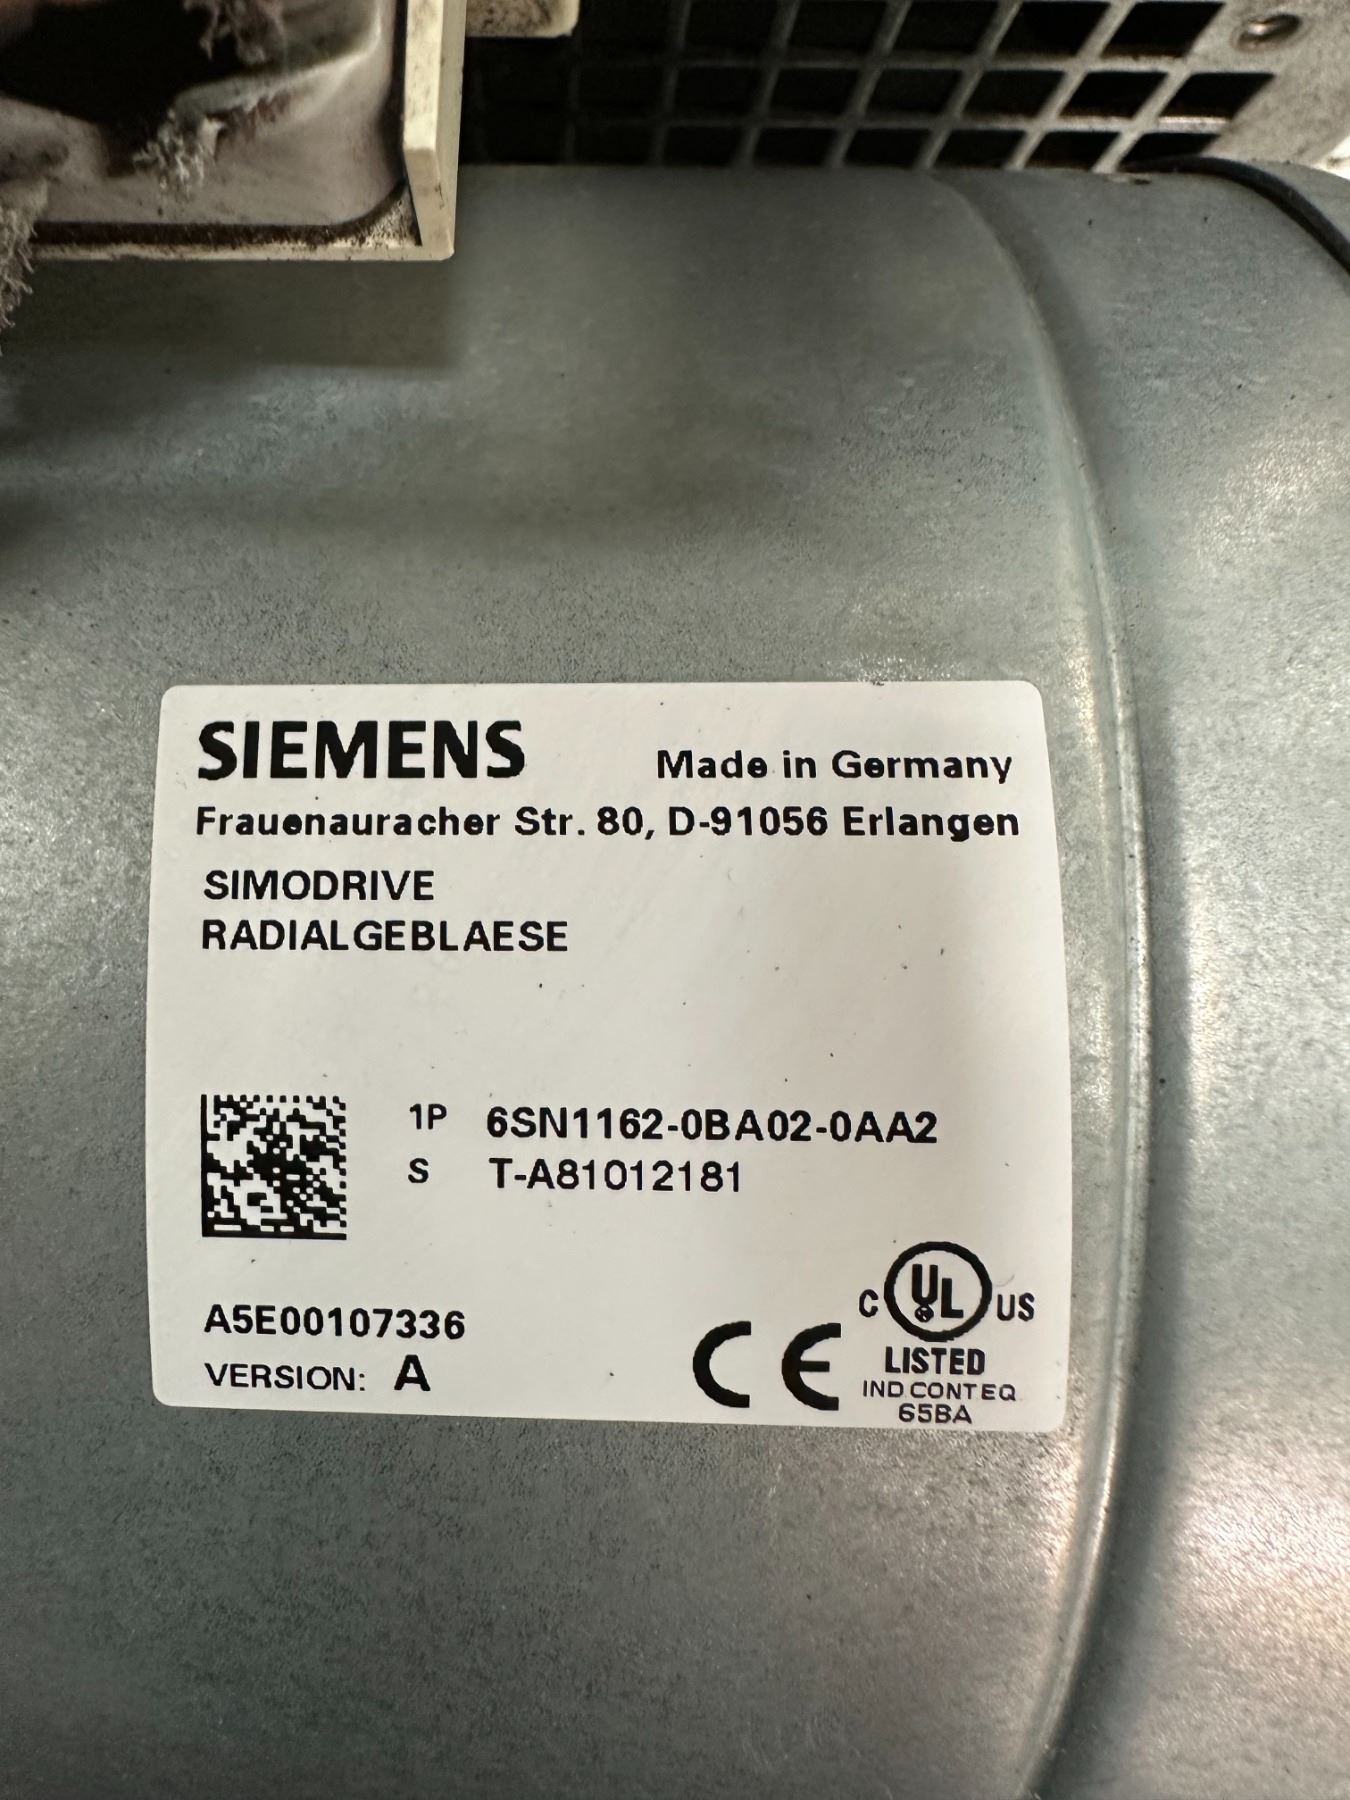 SIEMENS Made in Germany
Frauenauracher Str. 80, D-91056 Erlangen
SIMODRIVE
RADIALGEBLAESE
1P 6SN1162-0BA02-0AA2
S T-A81012181
A5E00107336
VERSION: A
CE
C UL US
LISTED
IND.CONT.EQ
65BA